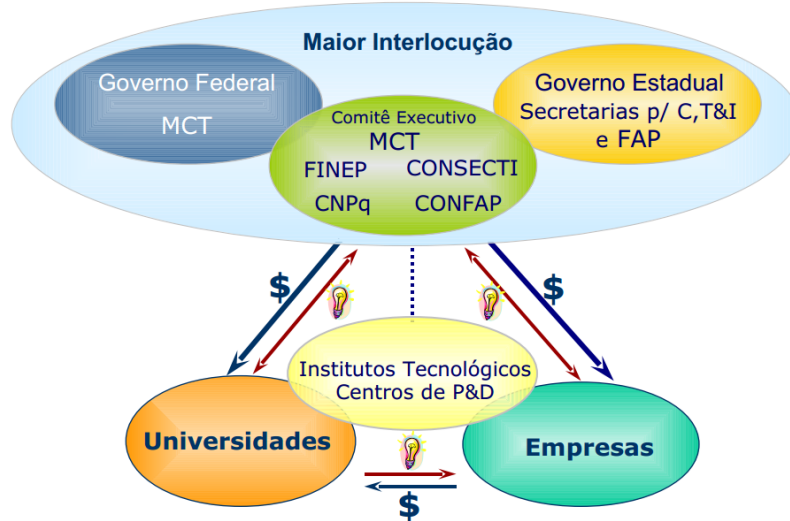 Maior Interlocução
Governo Federal
MCT
Governo Estadual
Secretarias p/ C,T&I
e FAP
Comitê Executivo
MCT
FINEP CONSECTI
CNPq CONFAP
$
$
Institutos Tecnológicos
Centros de P&D
Universidades
Empresas
$